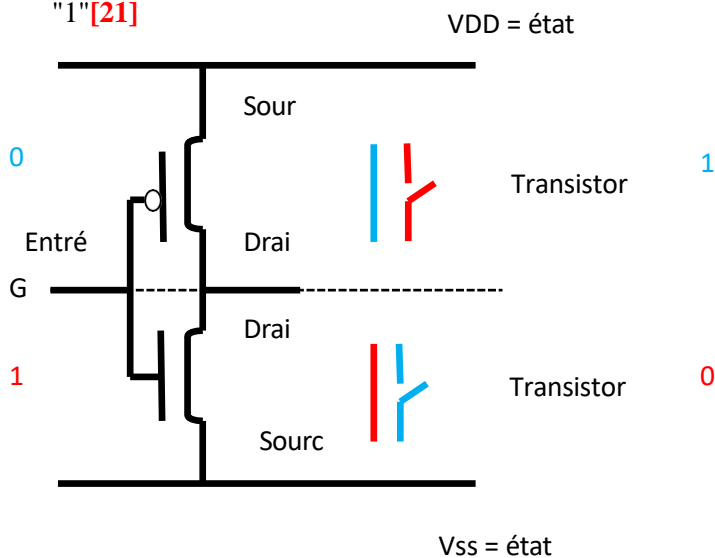 "1"[21]
VDD = état
Sour
0
1
Transistor
Entré
Drai
G
Drai
1
0
Transistor
Sourc
Vss = état